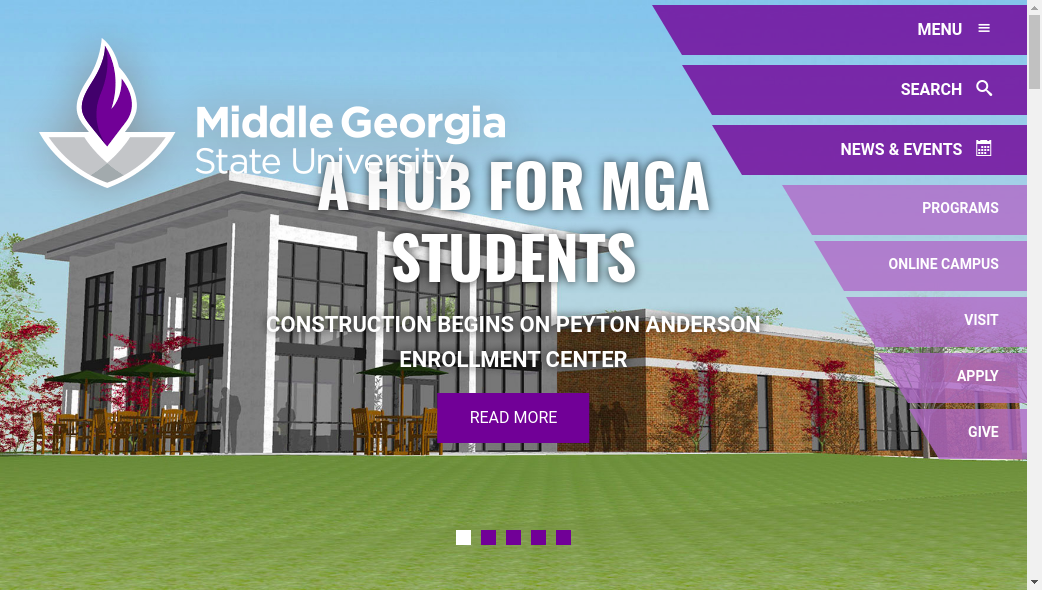 MENU
SEARCH
NEWS & EVENTS
PROGRAMS
ONLINE CAMPUS
VISIT
APPLY
GIVE
Middle Georgia
State University
A HUB FOR MGA
STUDENTS
CONSTRUCTION BEGINS ON PEYTON ANDERSON
ENROLLMENT CENTER
READ MORE